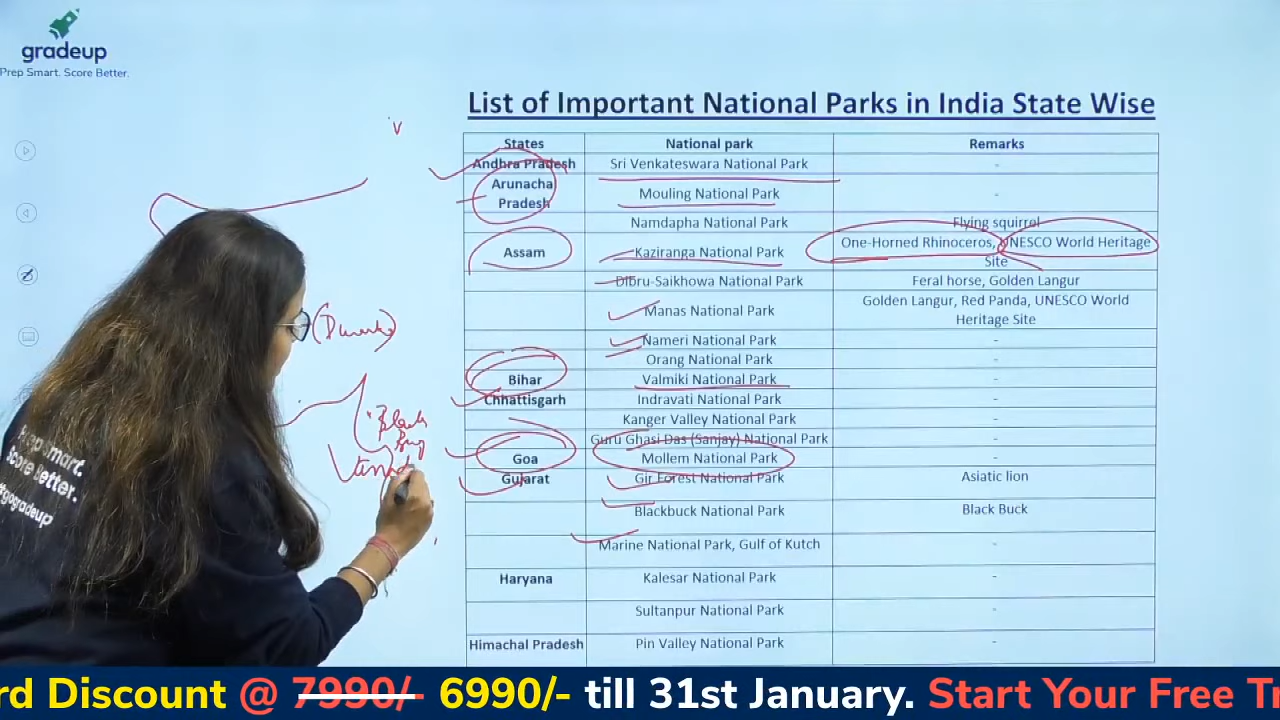 gradeup
Prep Smart. Score Better.
List of Important National Parks in India State Wise
States National park Remarks
Andhra Pradesh Sri Venkateswara National Park -
Arunachal Pradesh Mouling National Park -
Namdapha National Park Flying squirrel
Assam Kaziranga National Park One-Horned Rhinoceros, UNESCO World Heritage Site
Dibru-Saikhowa National Park Feral horse, Golden Langur
Manas National Park Golden Langur, Red Panda, UNESCO World Heritage Site
Nameri National Park -
Orang National Park -
Bihar Valmiki National Park -
Chhattisgarh Indravati National Park -
Kanger Valley National Park -
Guru Ghasi Das (Sanjay) National Park -
Goa Mollem National Park -
Gujarat Gir Forest National Park Asiatic lion
Blackbuck National Park Black Buck
Marine National Park, Gulf of Kutch -
Haryana Kalesar National Park -
Sultanpur National Park -
Himachal Pradesh Pin Valley National Park -
Black
Prep Smart.
Score Better.
#gogradeup
rd Discount @ 7990/- 6990/- till 31st January. Start Your Free Tr